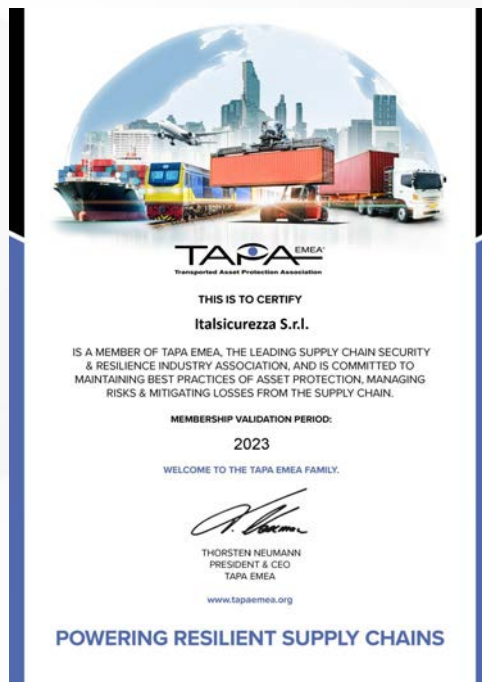 TAPA EMEA
Transported Asset Protection Association
THIS IS TO CERTIFY
Italsicurezza S.r.l.
IS A MEMBER OF TAPA EMEA, THE LEADING SUPPLY CHAIN SECURITY
& RESILIENCE INDUSTRY ASSOCIATION, AND IS COMMITTED TO
MAINTAINING BEST PRACTICES OF ASSET PROTECTION, MANAGING
RISKS & MITIGATING LOSSES FROM THE SUPPLY CHAIN.
MEMBERSHIP VALIDATION PERIOD:
2023
WELCOME TO THE TAPA EMEA FAMILY.
THORSTEN NEUMANN
PRESIDENT & CEO
TAPA EMEA
www.tapaemea.org
POWERING RESILIENT SUPPLY CHAINS